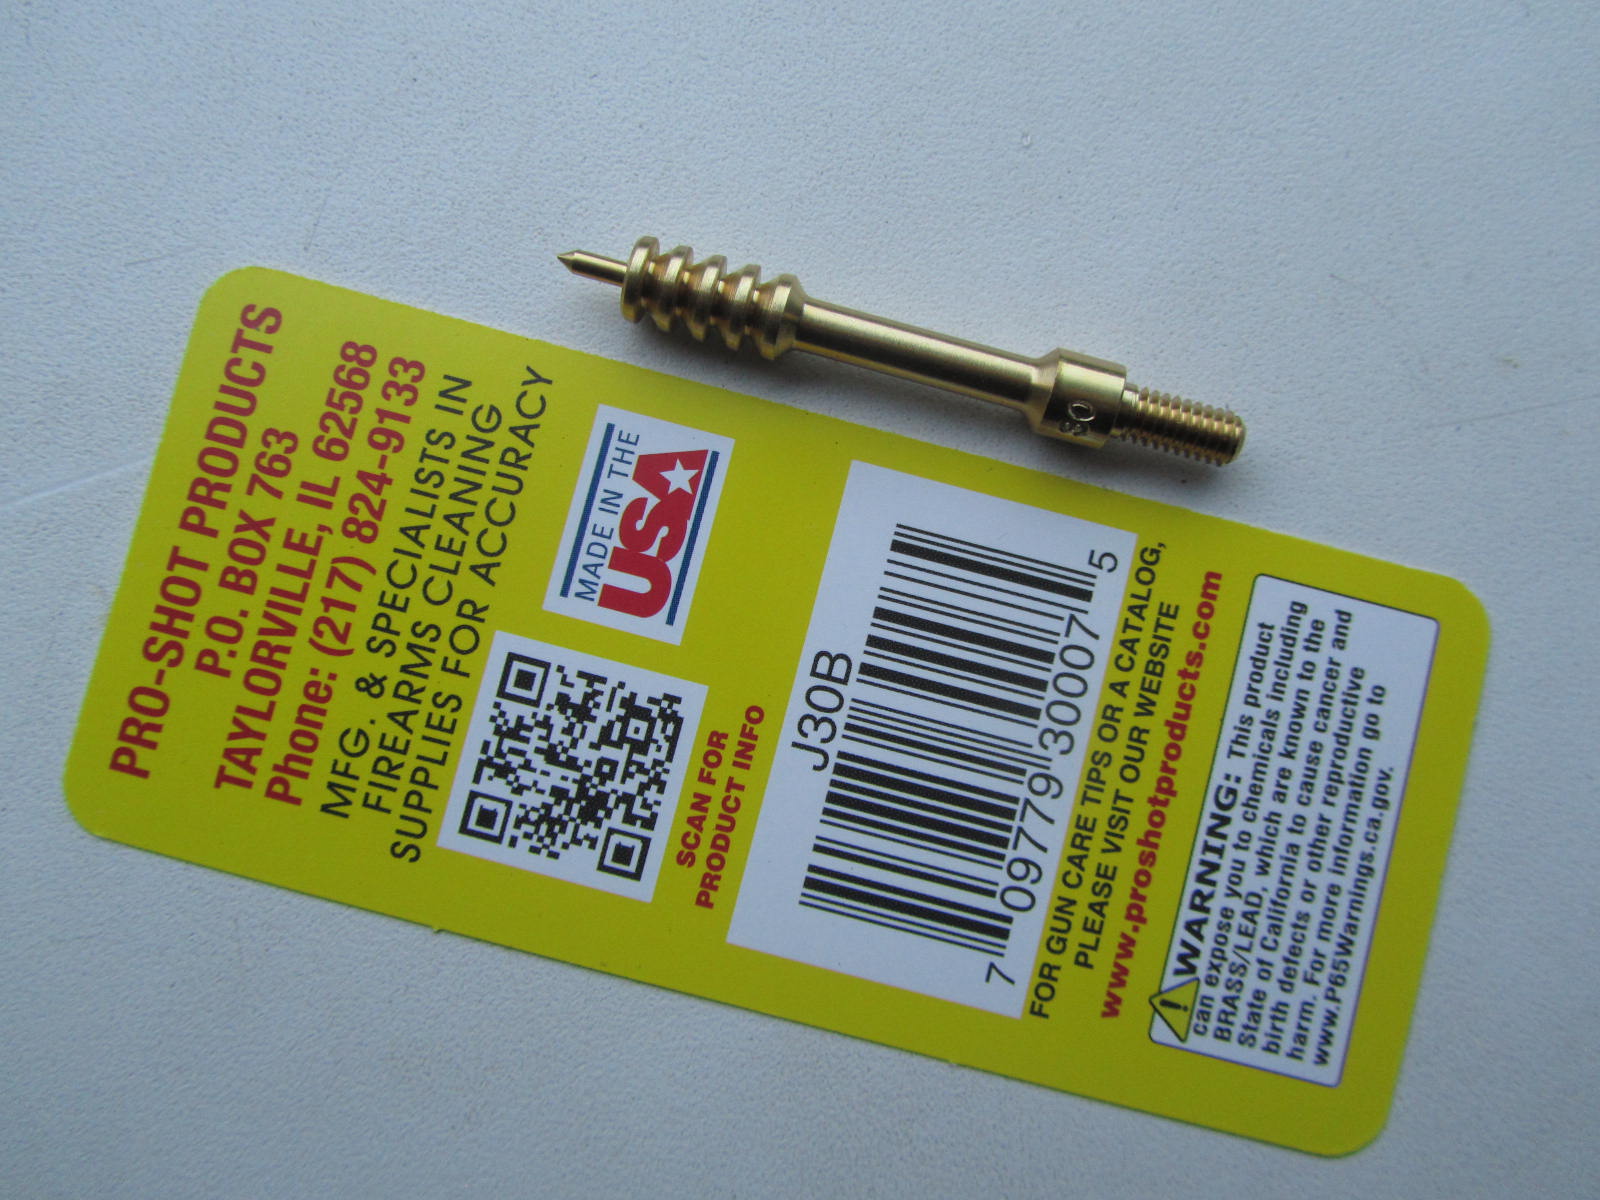 PRO-SHOT PRODUCTS
P.O. BOX 763
TAYLORVILLE, IL 62568
Phone: (217) 824-9133
MFG. & SPECIALISTS IN
FIREARMS CLEANING
SUPPLIES FOR ACCURACY
MADE IN THE
USA
SCAN FOR
PRODUCT INFO
J30B
7 09779 30007 5
FOR GUN CARE TIPS OR A CATALOG,
PLEASE VISIT OUR WEBSITE
www.proshotproducts.com
WARNING: This product
can expose you to chemicals including
BRASS/LEAD, which are known to the
State of California to cause cancer and
birth defects or other reproductive
harm. For more information go to
www.P65Warnings.ca.gov.
30